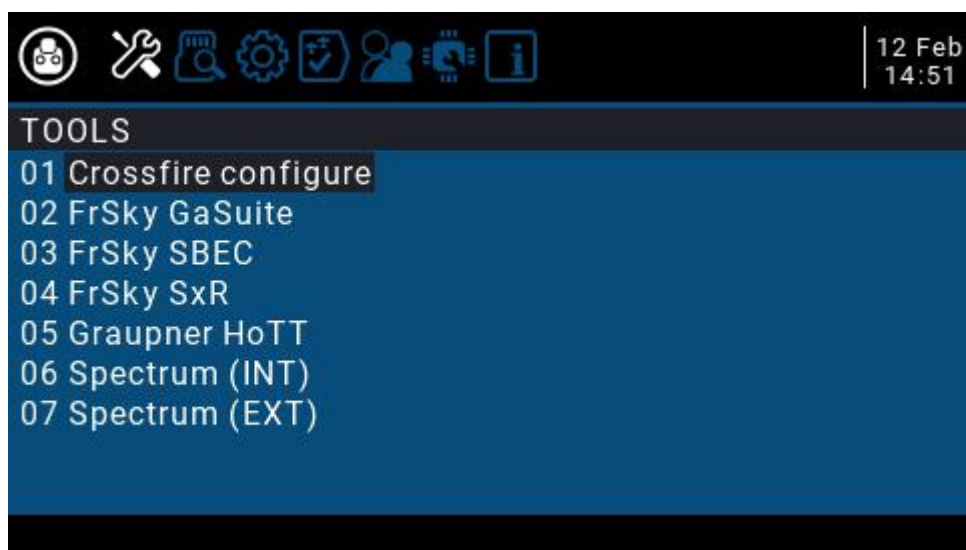 12 Feb
14:51
TOOLS
01 Crossfire configure
02 FrSky GaSuite
03 FrSky SBEC
04 FrSky SxR
05 Graupner HoTT
06 Spectrum (INT)
07 Spectrum (EXT)